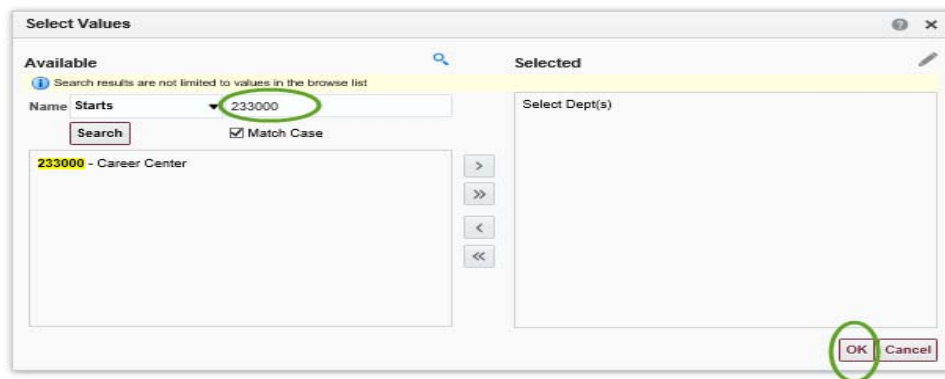 Select Values
Available
Selected
Search results are not limited to values in the browse list
Name Starts 233000
Select Dept(s)
Search
Match Case
233000 - Career Center
>
>>
<
<<
OK
Cancel